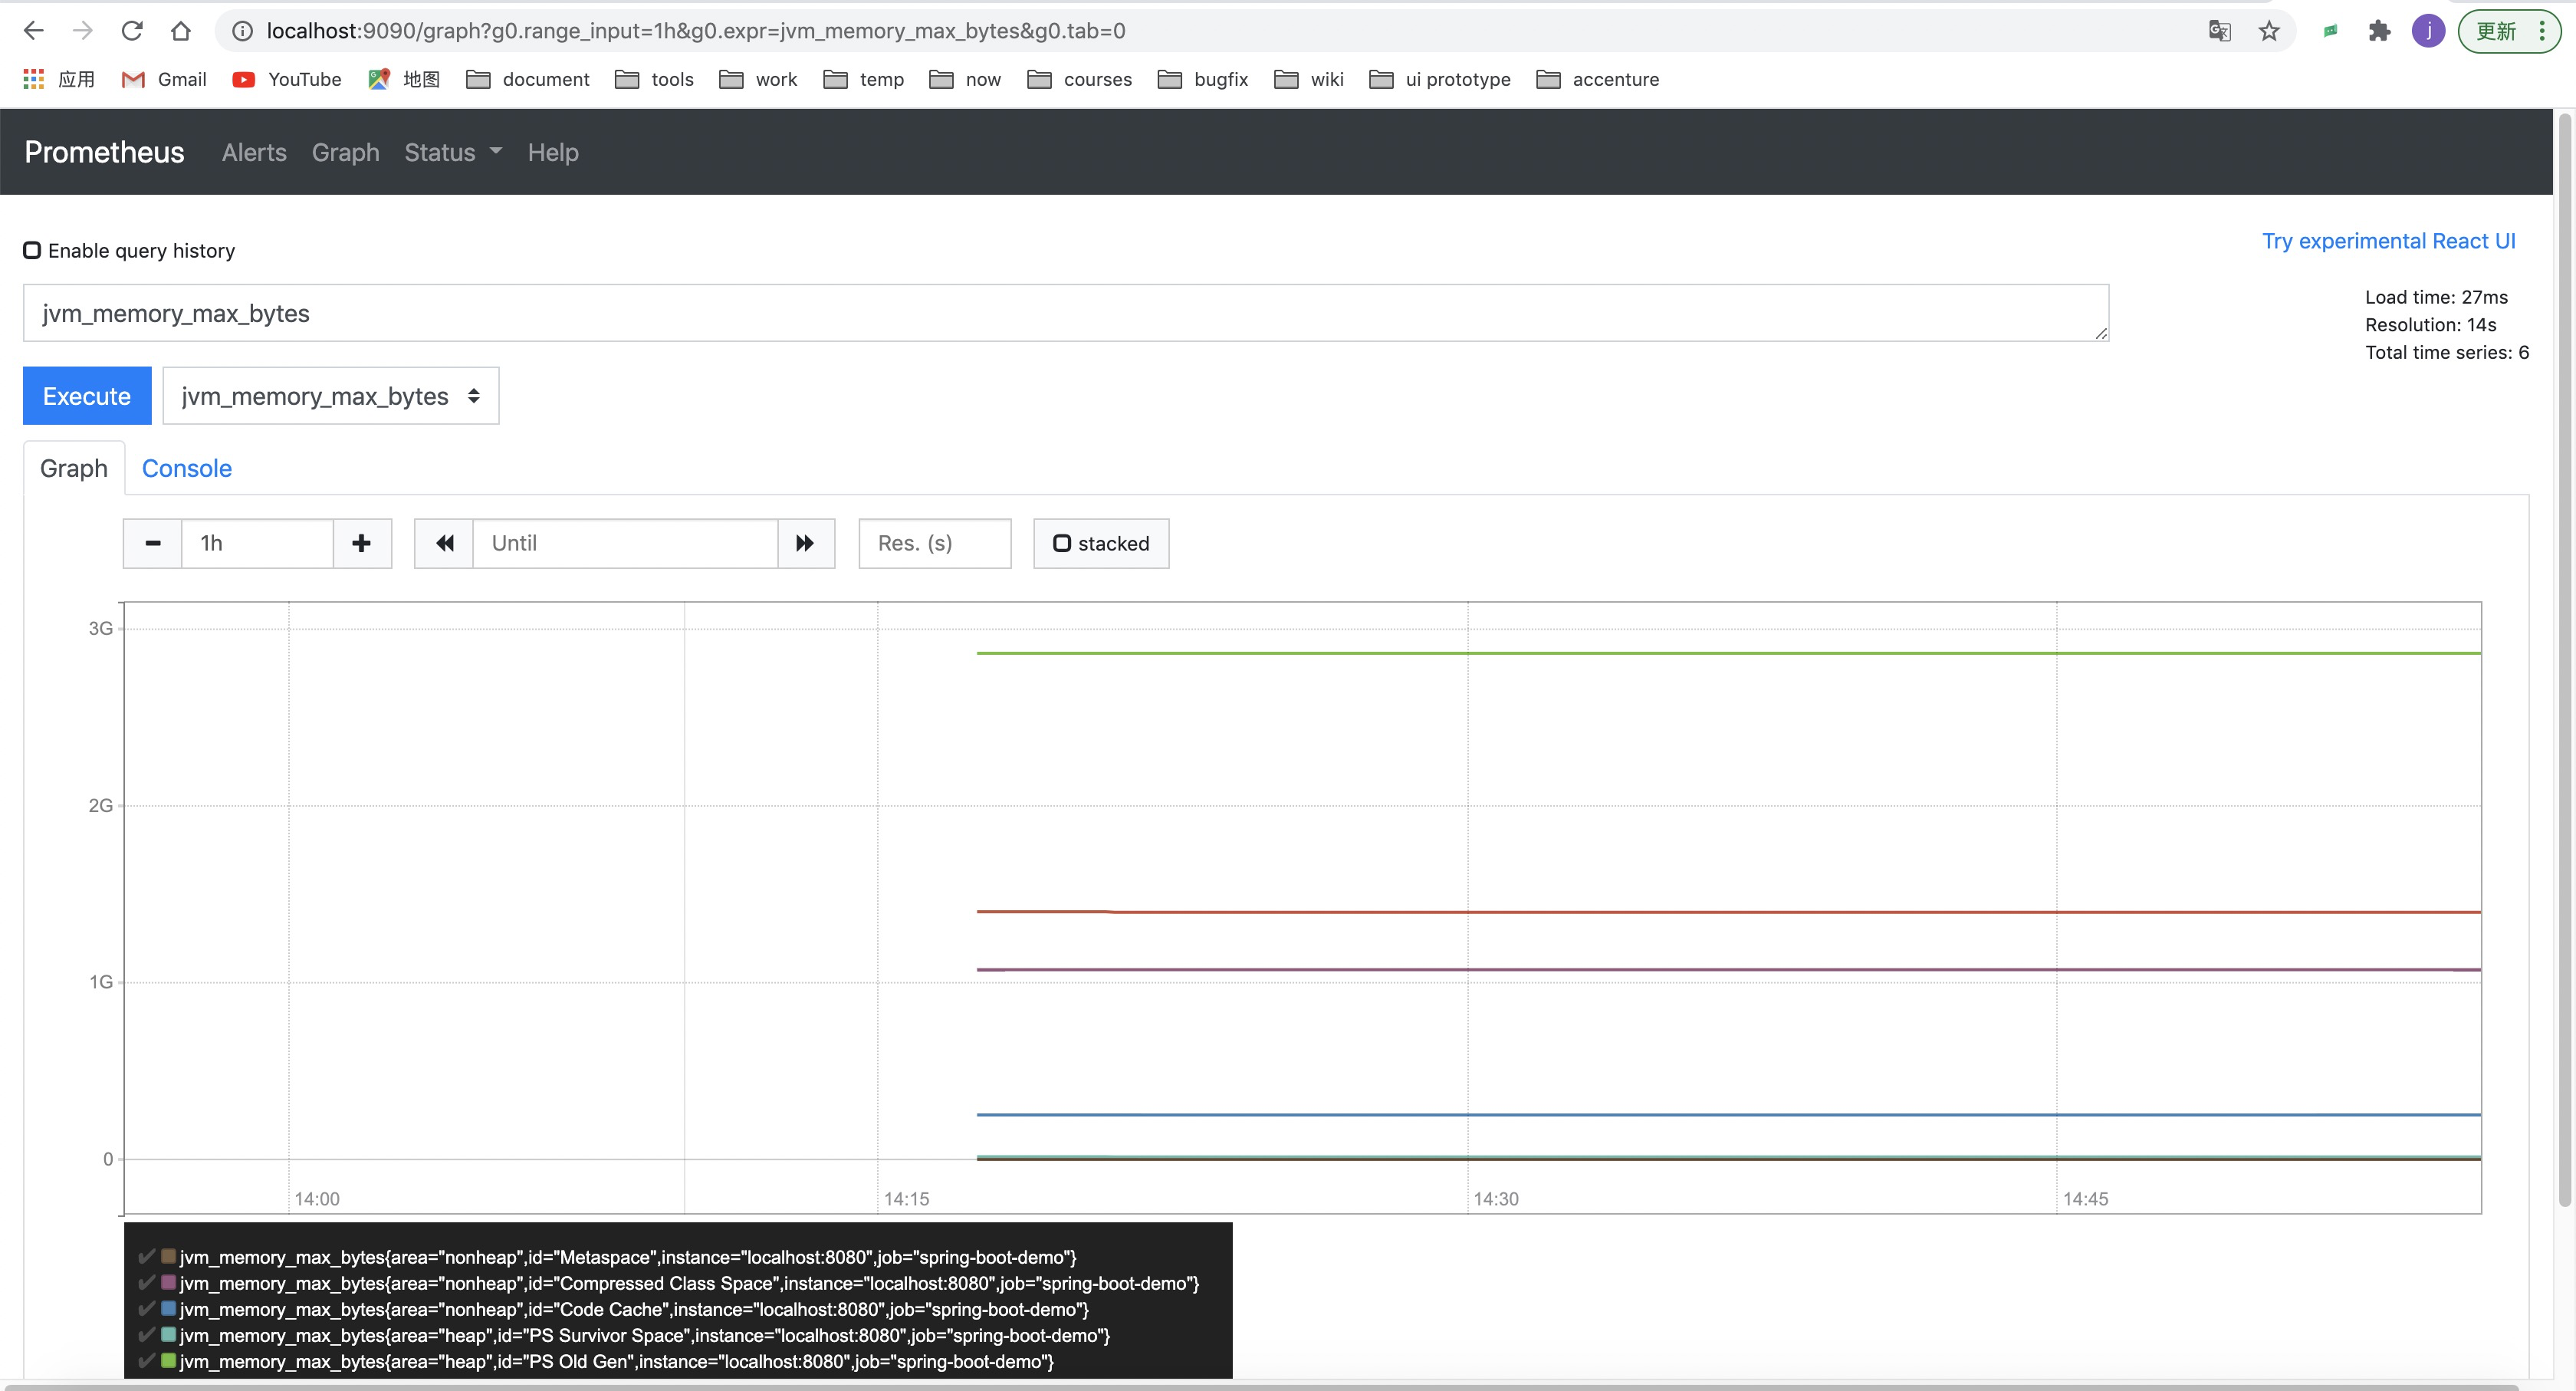 localhost:9090/graph?g0.range_input=1h&g0.expr=jvm_memory_max_bytes&g0.tab=0
j
更新
应用 Gmail YouTube 地图 document tools work temp now courses bugfix wiki ui prototype accenture
Prometheus Alerts Graph Status Help
Enable query history
Try experimental React UI
jvm_memory_max_bytes
Load time: 27ms
Resolution: 14s
Total time series: 6
Execute jvm_memory_max_bytes
Graph Console
1h Until Res. (s) stacked
3G
2G
1G
0
14:00 14:15 14:30 14:45
jvm_memory_max_bytes{area="nonheap",id="Metaspace",instance="localhost:8080",job="spring-boot-demo"}
jvm_memory_max_bytes{area="nonheap",id="Compressed Class Space",instance="localhost:8080",job="spring-boot-demo"}
jvm_memory_max_bytes{area="nonheap",id="Code Cache",instance="localhost:8080",job="spring-boot-demo"}
jvm_memory_max_bytes{area="heap",id="PS Survivor Space",instance="localhost:8080",job="spring-boot-demo"}
jvm_memory_max_bytes{area="heap",id="PS Old Gen",instance="localhost:8080",job="spring-boot-demo"}